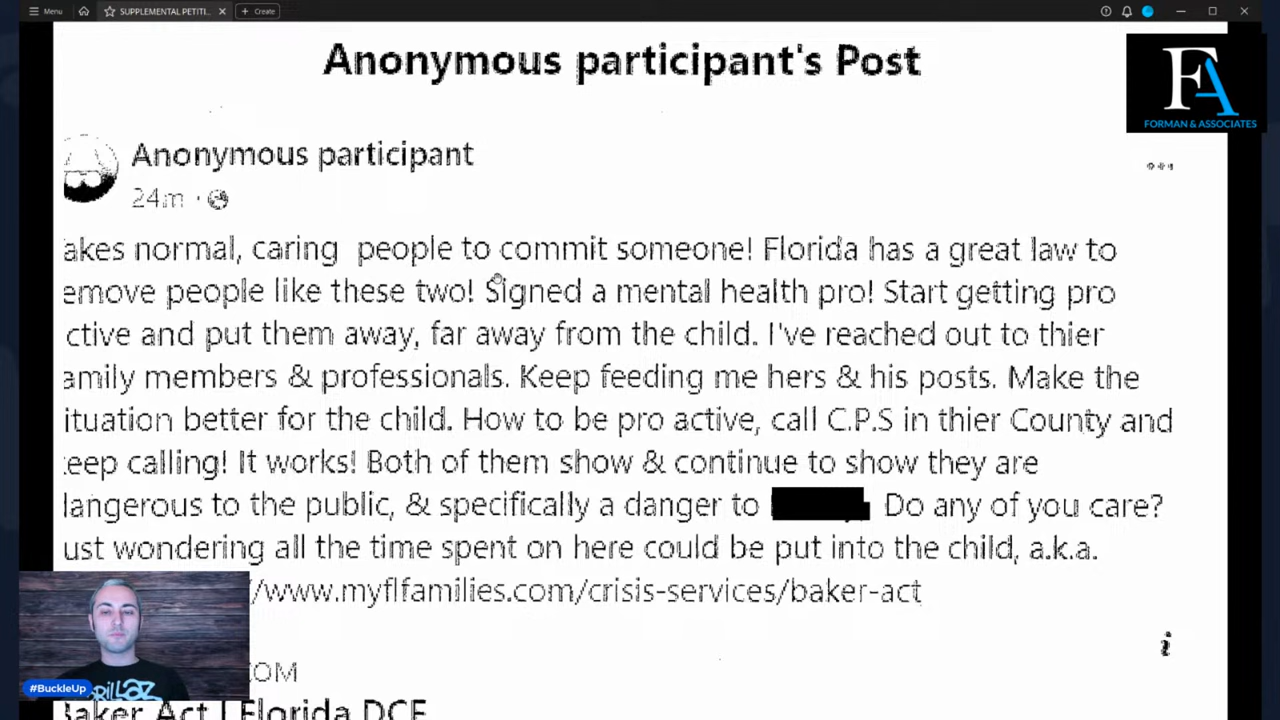 Menu
SUPPLEMENTAL PETITI...
Create
Anonymous participant's Post
FA
FORMAN & ASSOCIATES
Anonymous participant
24m
akes normal, caring people to commit someone! Florida has a great law to
emove people like these two! Signed a mental health pro! Start getting pro
ctive and put them away, far away from the child. I've reached out to thier
amily members & professionals. Keep feeding me hers & his posts. Make the
ituation better for the child. How to be pro active, call C.P.S in thier County and
eep calling! It works! Both of them show & continue to show they are
angerous to the public, & specifically a danger to Do any of you care?
ust wondering all the time spent on here could be put into the child, a.k.a.
//www.myflfamilies.com/crisis-services/baker-act
OM
Baker Act | Florida DCF
#BuckleUp